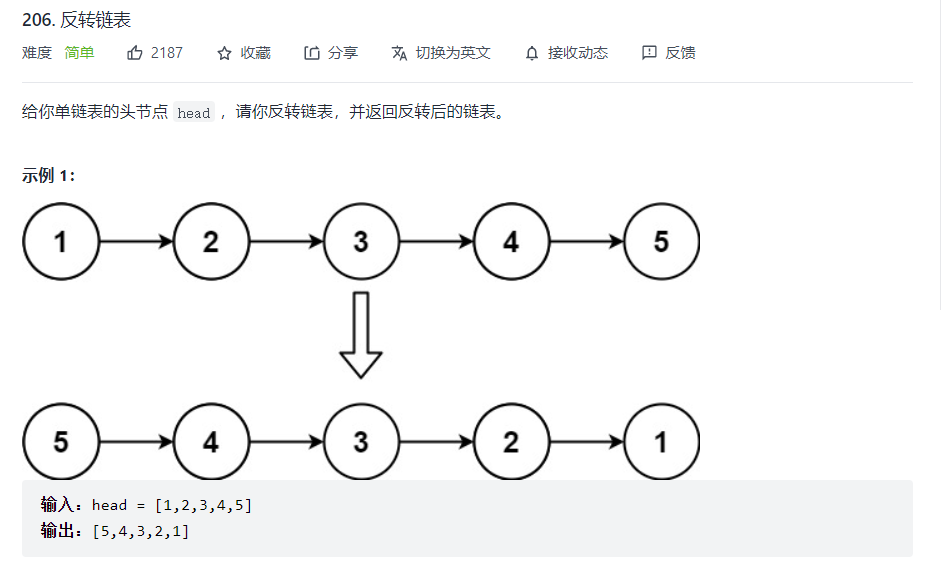 206. 反转链表
难度 简单 2187 收藏 分享 切换为英文 接收动态 反馈
给你单链表的头节点 head ，请你反转链表，并返回反转后的链表。
示例 1：
1 2 3 4 5
5 4 3 2 1
输入：head = [1,2,3,4,5]
输出：[5,4,3,2,1]